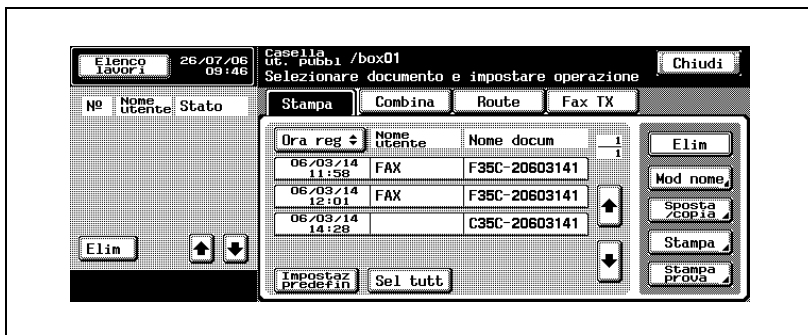 Elenco lavori
26/07/06
09:46
Casella ut. pubbl /box01
Selezionare documento e impostare operazione
Chiudi
Nº Nome utente Stato
Elim
Stampa Combina Route Fax TX
Ora reg Nome utente Nome docum 1/1
06/03/14 11:58 FAX F35C-20603141
06/03/14 12:01 FAX F35C-20603141
06/03/14 14:28 C35C-20603141
Impostaz predefin Sel tutt
Elim
Mod nome
Sposta /copia
Stampa
Stampa prova